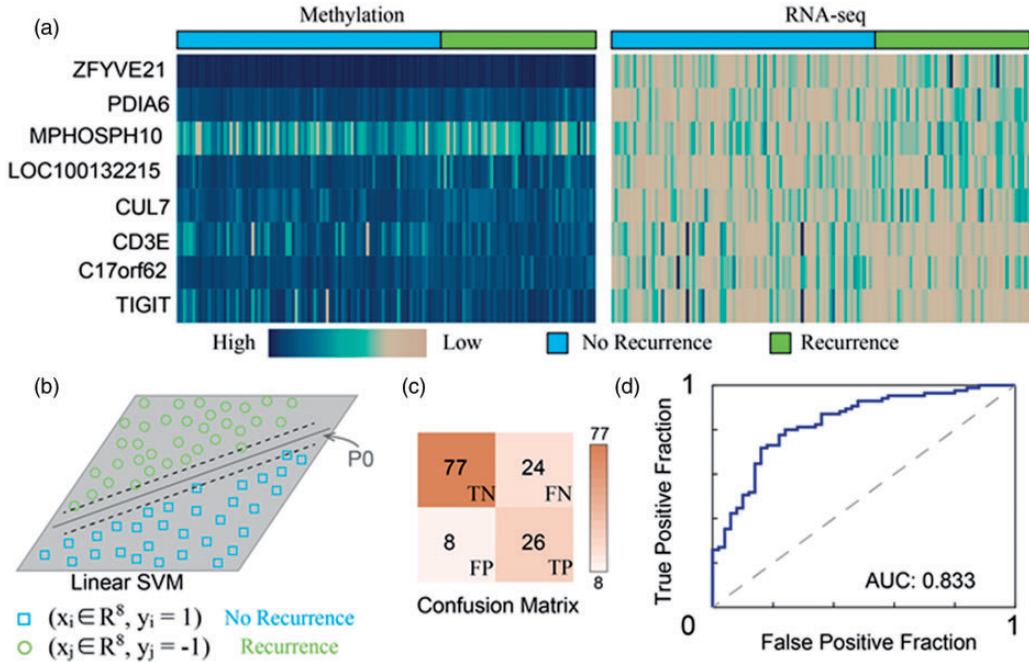 (a)
Methylation
RNA-seq
ZFYVE21
PDIA6
MPHOSPH10
LOC100132215
CUL7
CD3E
C17orf62
TIGIT
High
Low
No Recurrence
Recurrence
(b)
P0
Linear SVM
(xᵢ ∈ R⁸, yᵢ = 1) No Recurrence
(xⱼ ∈ R⁸, yⱼ = -1) Recurrence
(c)
77
TN
24
FN
8
FP
26
TP
77
8
Confusion Matrix
(d)
1
True Positive Fraction
AUC: 0.833
0
1
False Positive Fraction